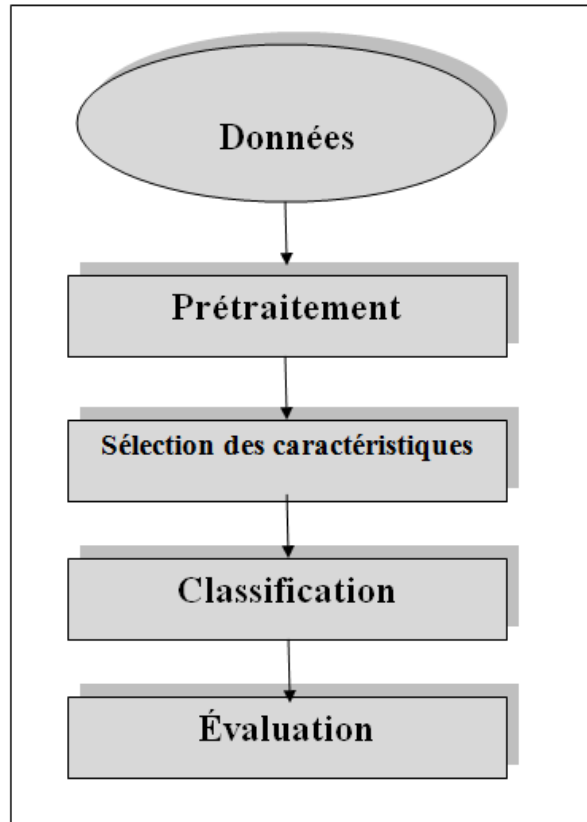 Données
Prétraitement
Sélection des caractéristiques
Classification
Évaluation